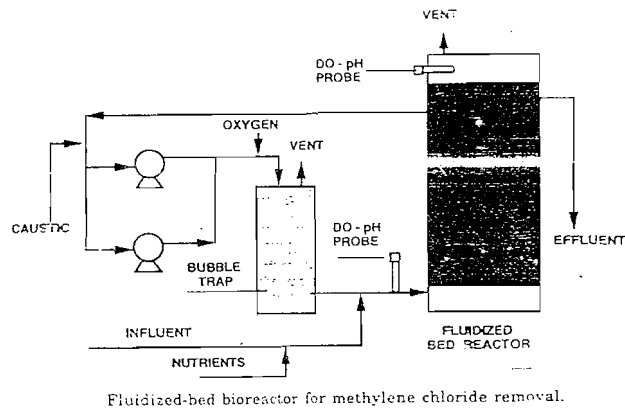 VENT
DO - pH
PROBE
OXYGEN
VENT
CAUSTIC
DO - pH
PROBE
EFFLUENT
BUBBLE
TRAP
INFLUENT
FLUIDIZED
BED REACTOR
NUTRIENTS
Fluidized-bed bioreactor for methylene chloride removal.